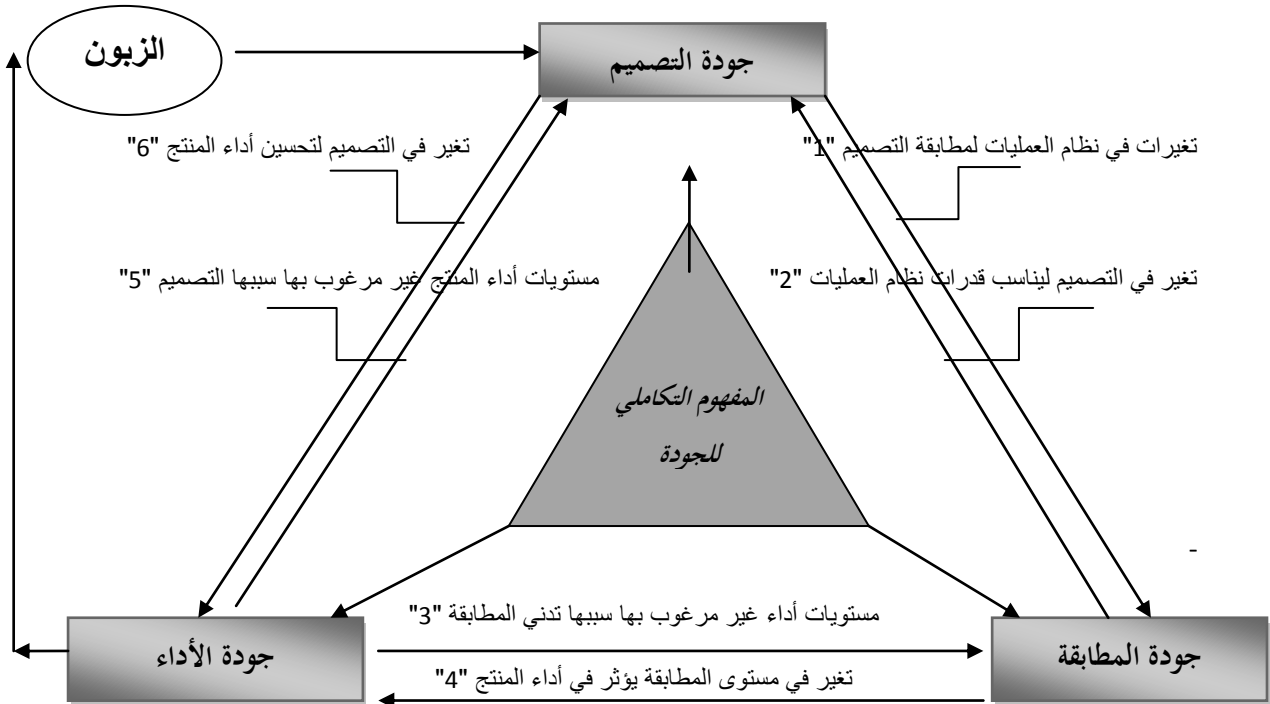 الزبون
جودة التصميم
تغيرات في نظام العمليات لمطابقة التصميم "1"
تغير في التصميم لتحسين أداء المنتج "6"
تغير في التصميم ليناسب قدرات نظام العمليات "2"
مستويات أداء المنتج غير مرغوب بها سببها التصميم "5"
المفهوم التكاملي
للجودة
-
مستويات أداء غير مرغوب بها سببها تدني المطابقة "3"
جودة المطابقة
جودة الأداء
تغير في مستوى المطابقة يؤثر في أداء المنتج "4"